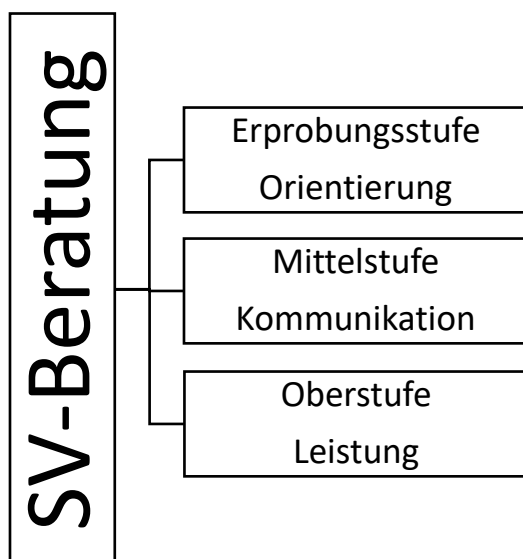 SV-Beratung
Erprobungsstufe
Orientierung
Mittelstufe
Kommunikation
Oberstufe
Leistung